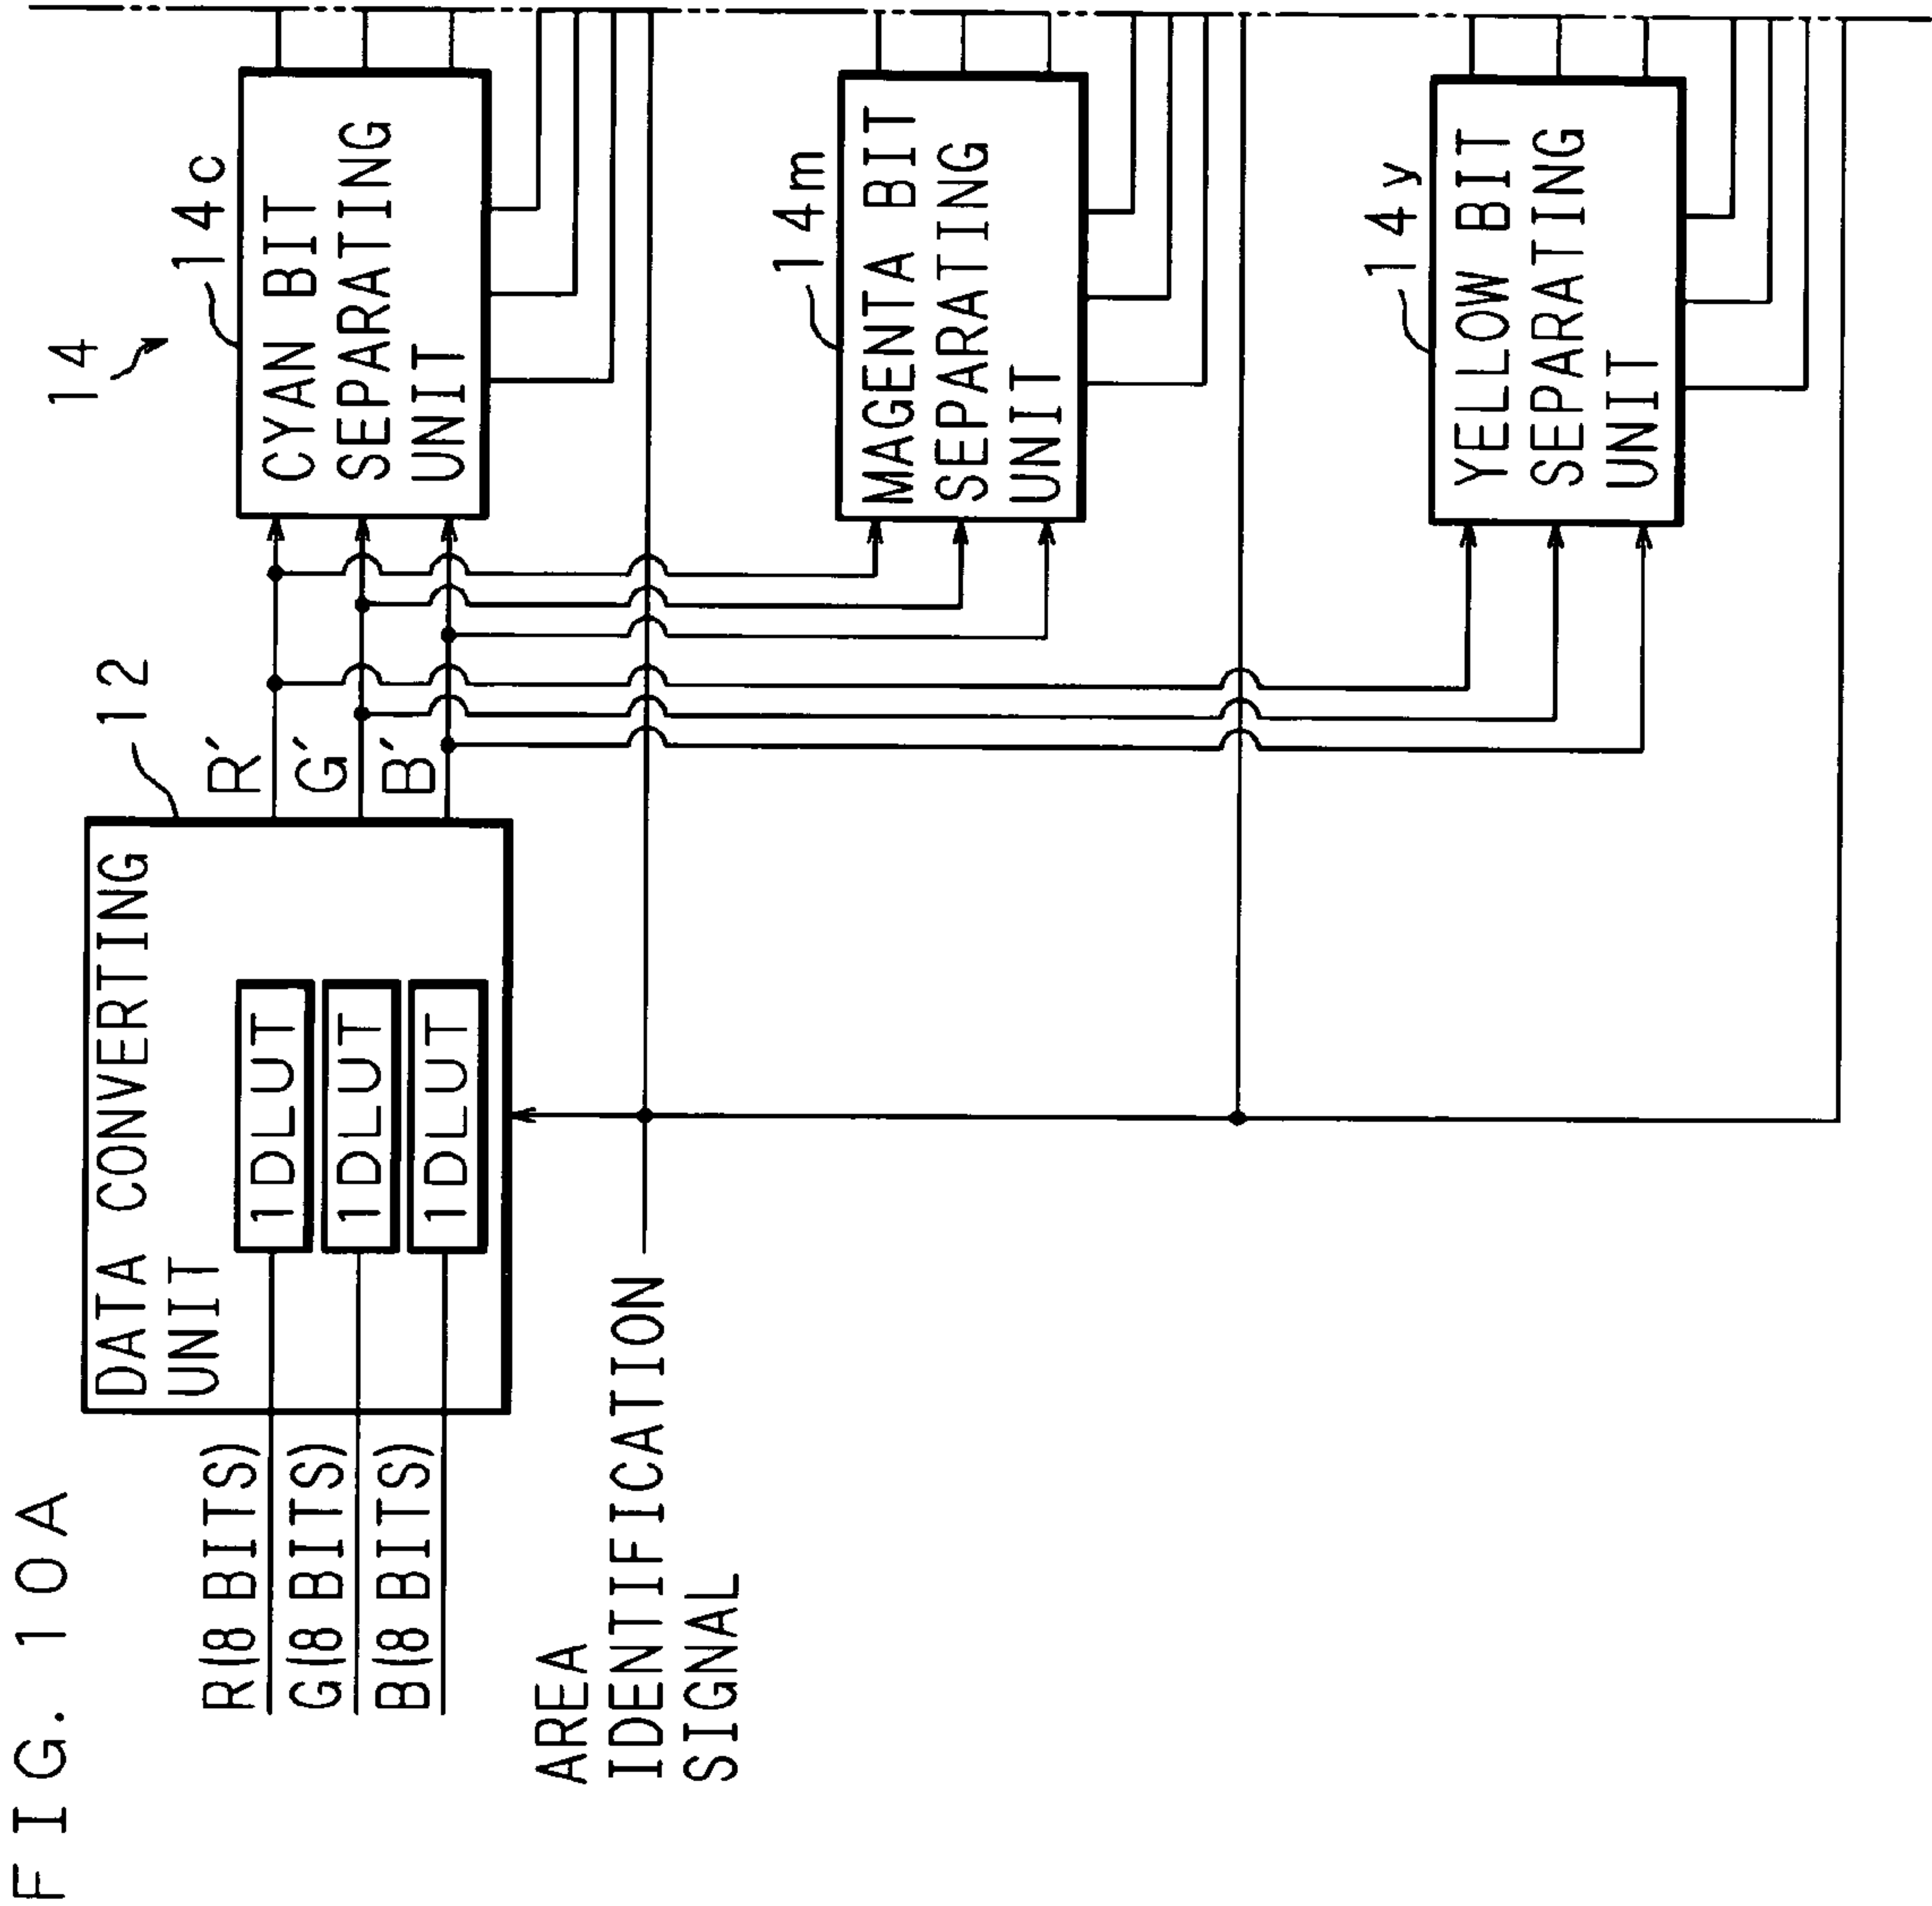 FIG. 10A
DATA CONVERTING
UNIT
12
R(8 BITS)
G(8 BITS)
B(8 BITS)
1DLUT
1DLUT
1DLUT
R'
G'
B'
14
14c
CYAN BIT
SEPARATING
UNIT
AREA
IDENTIFICATION
SIGNAL
14m
MAGENTA BIT
SEPARATING
UNIT
14y
YELLOW BIT
SEPARATING
UNIT